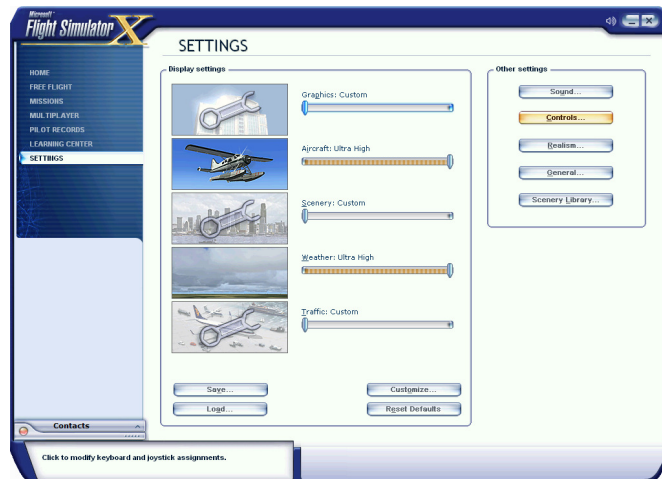 Microsoft
Flight Simulator X
SETTINGS
HOME
FREE FLIGHT
MISSIONS
MULTIPLAYER
PILOT RECORDS
LEARNING CENTER
SETTINGS
Display settings
Graphics: Custom
Aircraft: Ultra High
Scenery: Custom
Weather: Ultra High
Traffic: Custom
Save...
Customize...
Load...
Reset Defaults
Other settings
Sound...
Controls...
Realism...
General...
Scenery Library...
Contacts
Click to modify keyboard and joystick assignments.